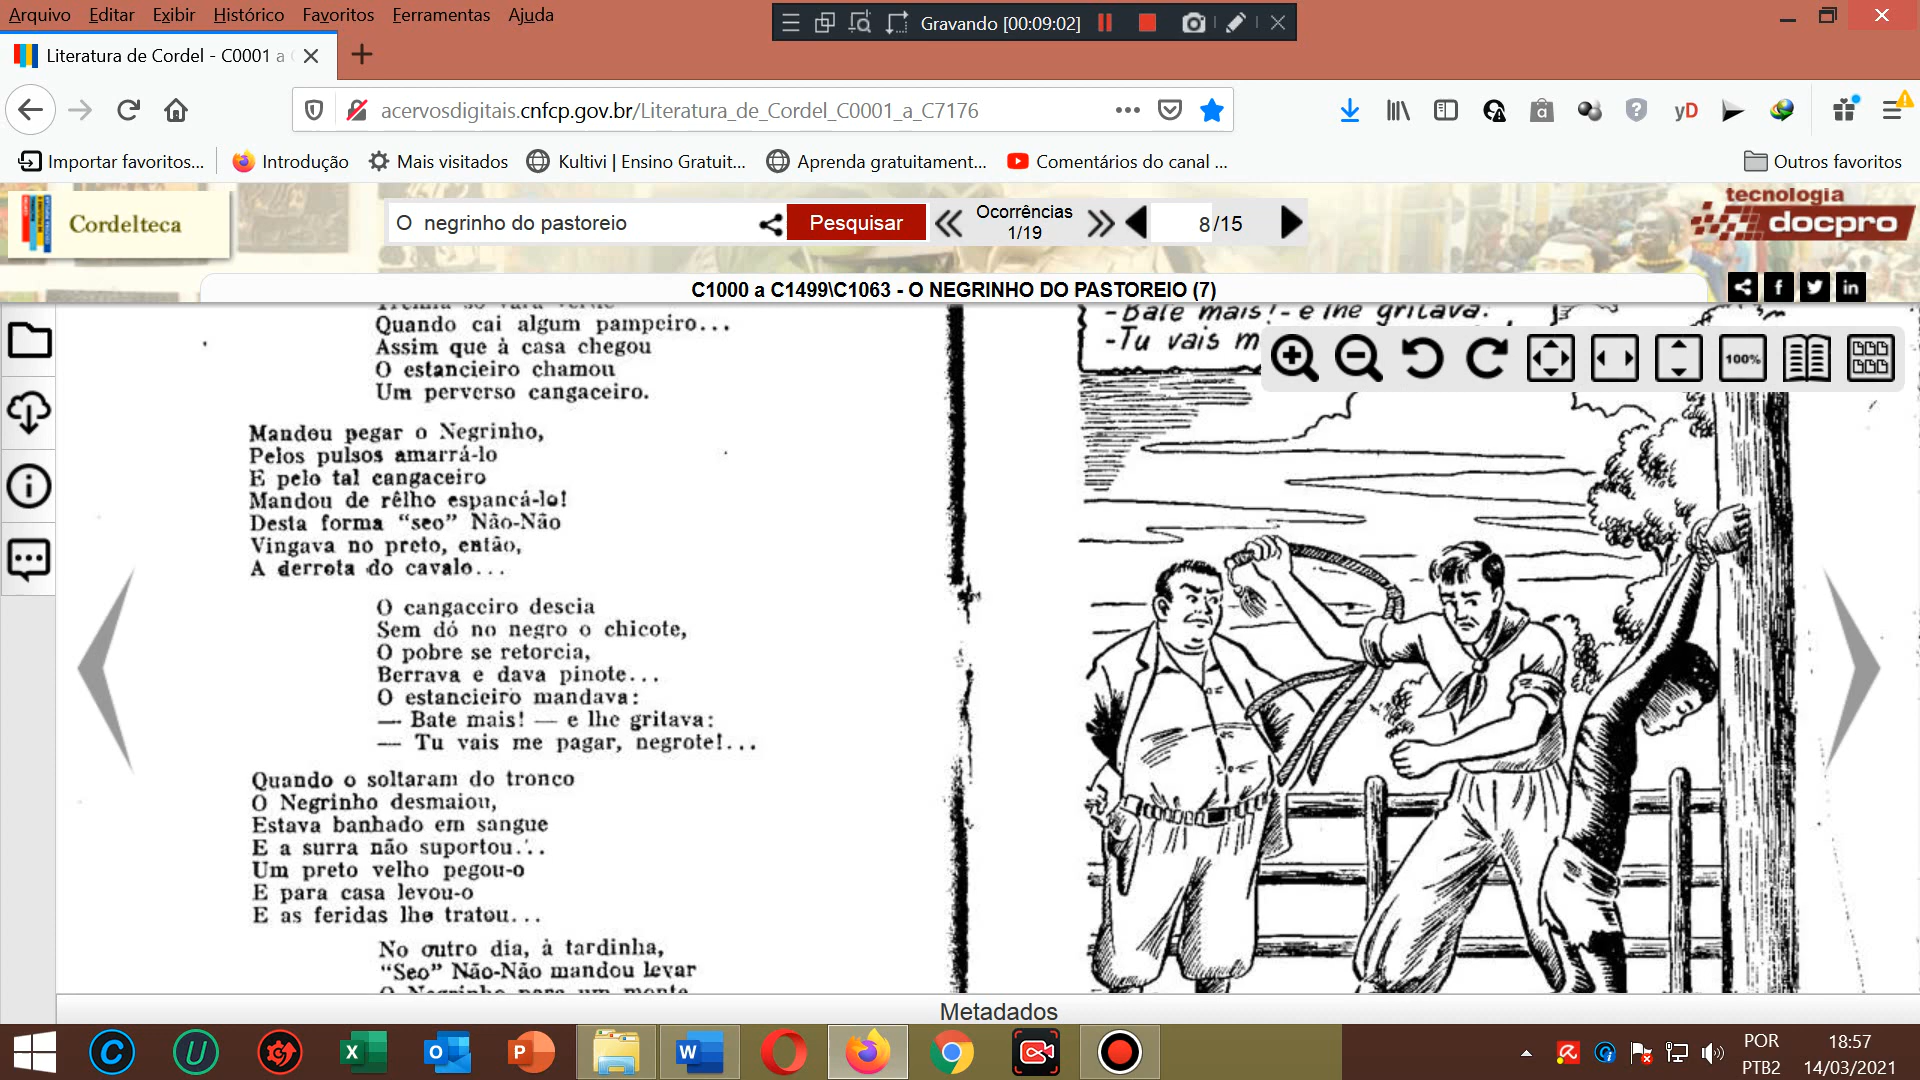 Arquivo Editar Exibir Histórico Favoritos Ferramentas Ajuda
Gravando [00:09:02]
Literatura de Cordel - C0001 a
acervosdigitais.cnfcp.gov.br/Literatura_de_Cordel_C0001_a_C7176
Importar favoritos... Introdução Mais visitados Kultivi | Ensino Gratuit... Aprenda gratuitament... Comentários do canal ... Outros favoritos
Cordelteca
O negrinho do pastoreio
Pesquisar
Ocorrências
1/19
8 /15
tecnologia
docpro
C1000 a C1499\C1063 - O NEGRINHO DO PASTOREIO (7)
Quando cai algum pampeiro...
Assim que à casa chegou
O estancieiro chamou
Um perverso cangaceiro.
Mandou pegar o Negrinho,
Pelos pulsos amarrá-lo
E pelo tal cangaceiro
Mandou de rêlho espancá-lo!
Desta forma “seo” Não-Não
Vingava no preto, então,
A derrota do cavalo...
O cangaceiro descia
Sem dó no negro o chicote,
O pobre se retorcia,
Berrava e dava pinote...
O estancieiro mandava:
— Bate mais! — e lhe gritava:
— Tu vais me pagar, negrote!...
Quando o soltaram do tronco
O Negrinho desmaiou,
Estava banhado em sangue
E a surra não suportou...
Um preto velho pegou-o
E para casa levou-o
E as feridas lhe tratou...
No outro dia, à tardinha,
“Seo” Não-Não mandou levar
O Negrinho para um monte
-Bate mais!- e lhe gritava:
-Tu vais m
100%
Metadados
POR
PTB2
18:57
14/03/2021